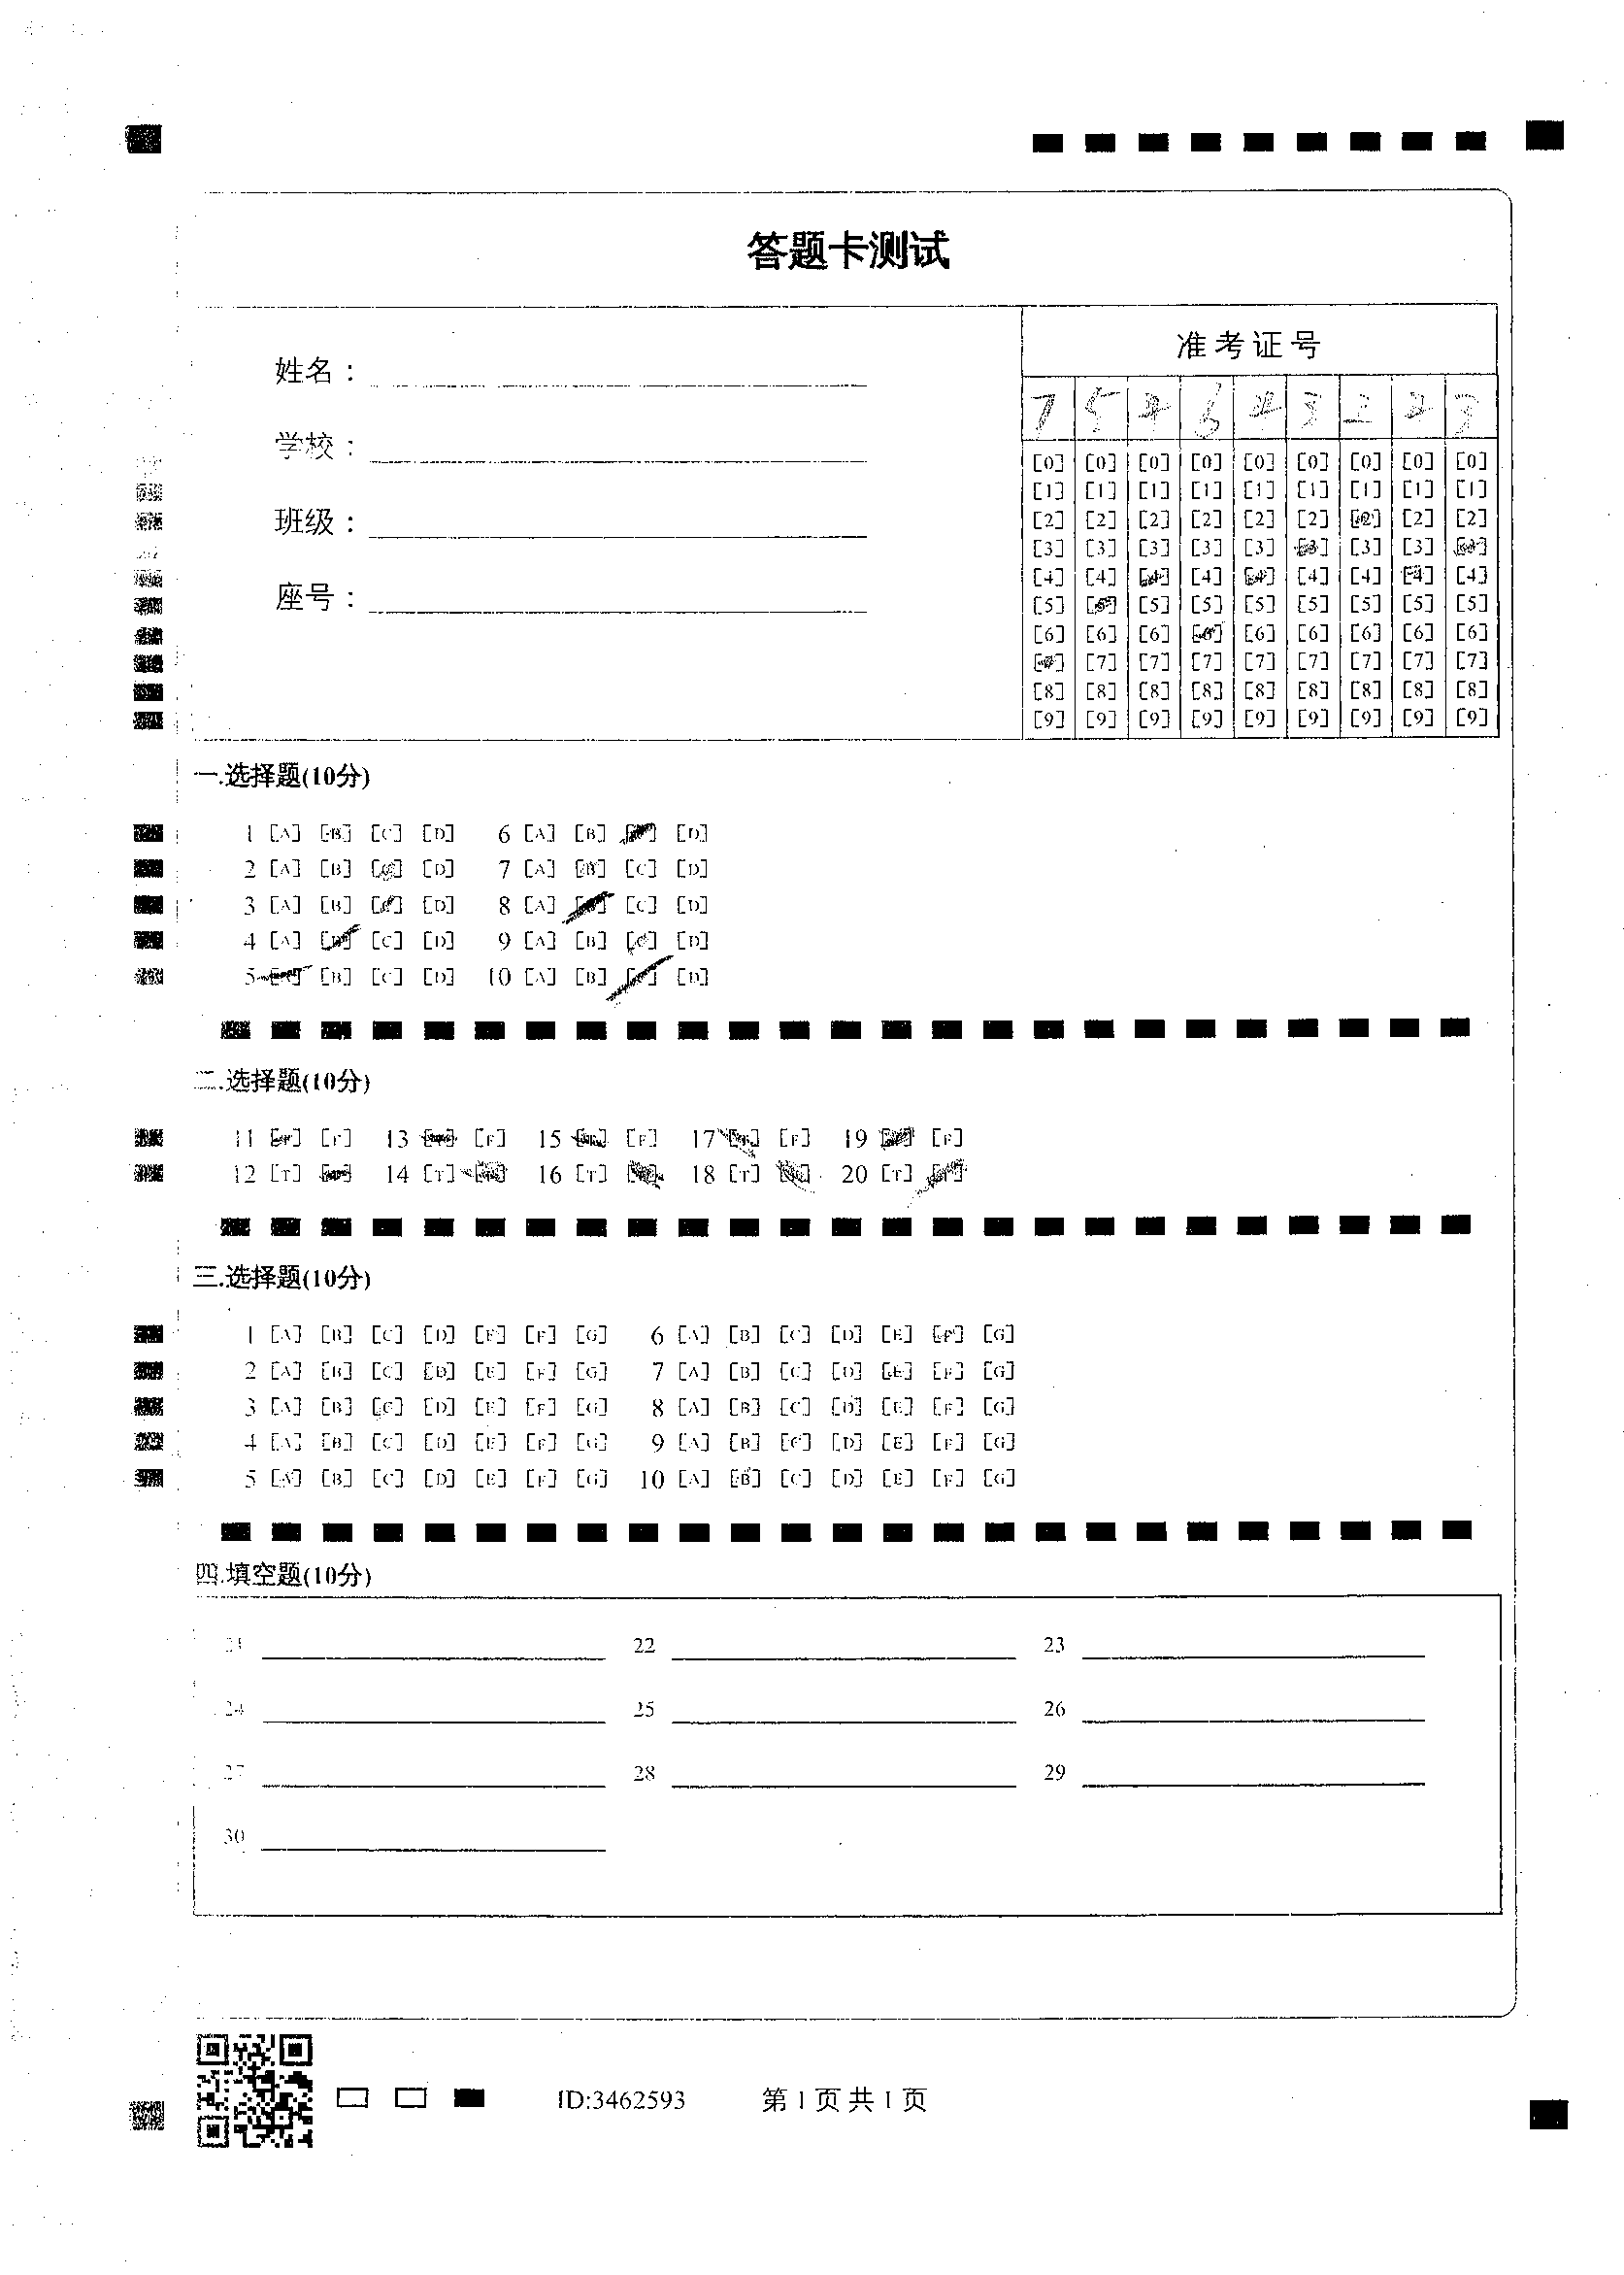 答题卡测试
准考证号
姓名：
学校：
班级：
座号：
7 5 4 6 4 3 2 4 3
[0] [0] [0] [0] [0] [0] [0] [0] [0]
[1] [1] [1] [1] [1] [1] [1] [1] [1]
[2] [2] [2] [2] [2] [2] [2] [2] [2]
[3] [3] [3] [3] [3] [3] [3]
[4] [4] [4] [4] [4] [4] [4]
[5] [5] [5] [5] [5] [5] [5] [5]
[6] [6] [6] [6] [6] [6] [6] [6]
[7] [7] [7] [7] [7] [7] [7] [7]
[8] [8] [8] [8] [8] [8] [8] [8] [8]
[9] [9] [9] [9] [9] [9] [9] [9] [9]
一.选择题(10分)
1 [A] [B] [C] [D] 6 [A] [B] [D]
2 [A] [B] [C] [D] 7 [A] [B] [C] [D]
3 [A] [B] [D] 8 [A] [C] [D]
4 [A] [C] [D] 9 [A] [B] [C] [D]
5 [B] [C] [D] 10 [A] [B] [D]
二.选择题(10分)
11 [F] 13 [F] 15 [F] 17 [F] 19 [F]
12 [T] 14 [T] 16 [T] 18 [T] 20 [T]
三.选择题(10分)
1 [A] [B] [C] [D] [E] [F] [G] 6 [A] [B] [C] [D] [E] [F] [G]
2 [A] [B] [C] [D] [E] [F] [G] 7 [A] [B] [C] [D] [E] [F] [G]
3 [A] [B] [C] [D] [E] [F] [G] 8 [A] [B] [C] [D] [E] [F] [G]
4 [A] [B] [C] [D] [E] [F] [G] 9 [A] [B] [C] [D] [E] [F] [G]
5 [A] [B] [C] [D] [E] [F] [G] 10 [A] [B] [C] [D] [E] [F] [G]
四.填空题(10分)
21 22 23
24 25 26
27 28 29
30
ID:3462593 第1页 共1页